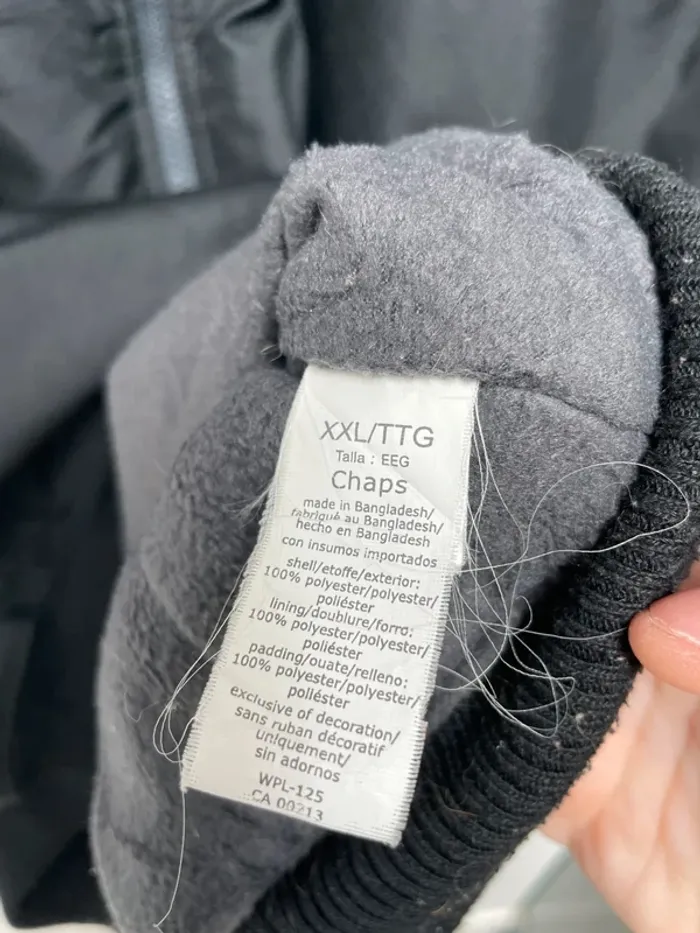 XXL/TTG
Talla : EEG
Chaps
made in Bangladesh/
fabriqué au Bangladesh/
hecho en Bangladesh
con insumos importados
shell/etoffe/exterior:
100% polyester/polyester/
poliéster
lining/doublure/forro:
100% polyester/polyester/
poliéster
padding/ouate/relleno:
100% polyester/polyester/
poliéster
exclusive of decoration/
sans ruban décoratif
uniquement/
sin adornos
WPL-125
CA 00213